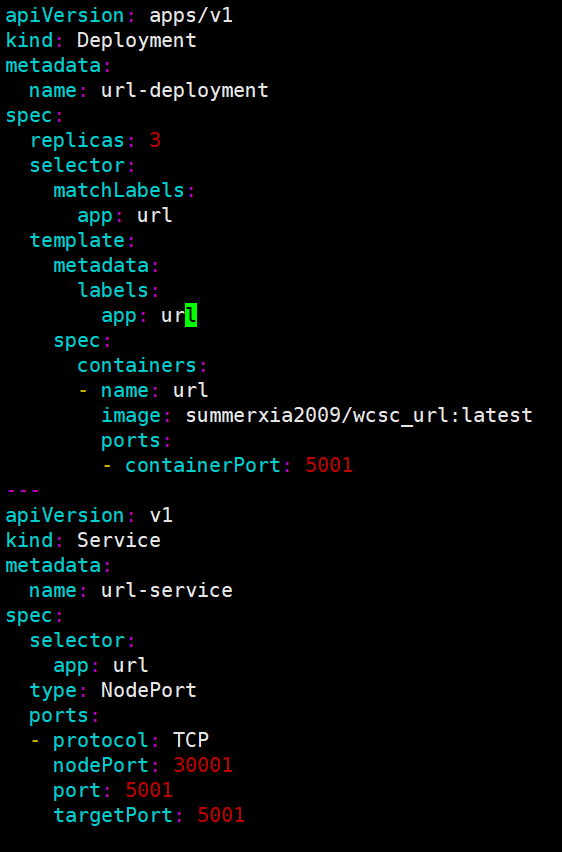 apiVersion: apps/v1
kind: Deployment
metadata:
  name: url-deployment
spec:
  replicas: 3
  selector:
    matchLabels:
      app: url
  template:
    metadata:
      labels:
        app: url
    spec:
      containers:
      - name: url
        image: summerxia2009/wcsc_url:latest
        ports:
        - containerPort: 5001
---
apiVersion: v1
kind: Service
metadata:
  name: url-service
spec:
  selector:
    app: url
  type: NodePort
  ports:
  - protocol: TCP
    nodePort: 30001
    port: 5001
    targetPort: 5001